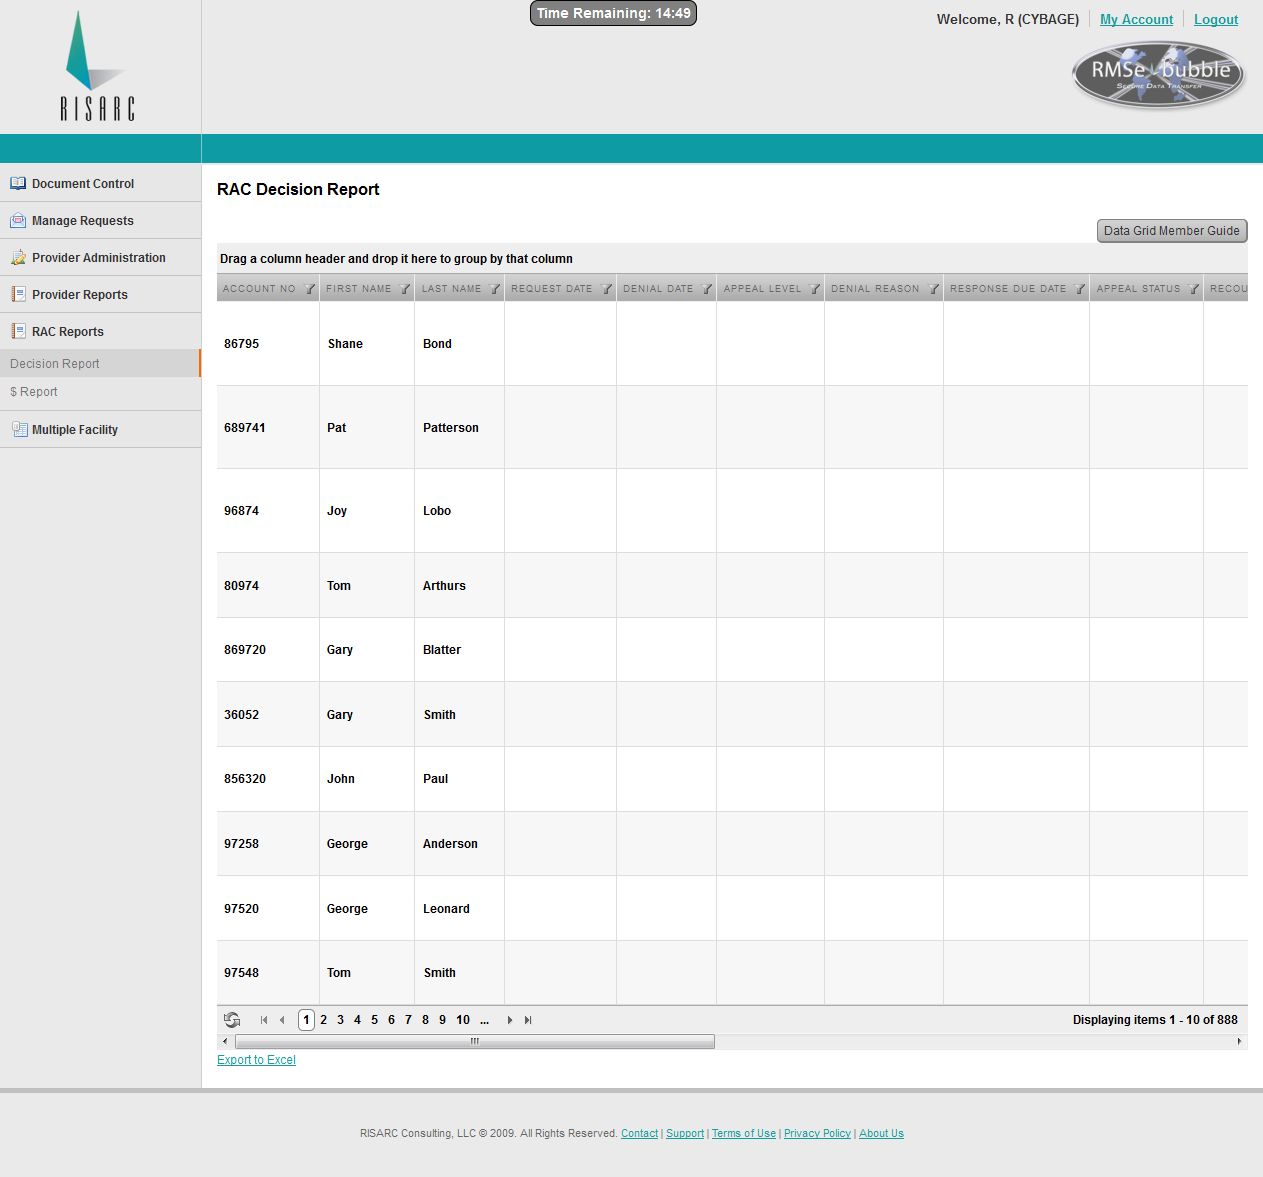 Time Remaining: 14:49
Welcome, R (CYBAGE) My Account Logout
RISARC
RMSe bubble
SECURE DATA TRANSFER
Document Control
Manage Requests
Provider Administration
Provider Reports
RAC Reports
Decision Report
$ Report
Multiple Facility
RAC Decision Report
Data Grid Member Guide
Drag a column header and drop it here to group by that column
ACCOUNT NO FIRST NAME LAST NAME REQUEST DATE DENIAL DATE APPEAL LEVEL DENIAL REASON RESPONSE DUE DATE APPEAL STATUS RECOU
86795 Shane Bond
689741 Pat Patterson
96874 Joy Lobo
80974 Tom Arthurs
869720 Gary Blatter
36052 Gary Smith
856320 John Paul
97258 George Anderson
97520 George Leonard
97548 Tom Smith
1 2 3 4 5 6 7 8 9 10 ... Displaying items 1 - 10 of 888
Export to Excel
RISARC Consulting, LLC © 2009. All Rights Reserved. Contact | Support | Terms of Use | Privacy Policy | About Us